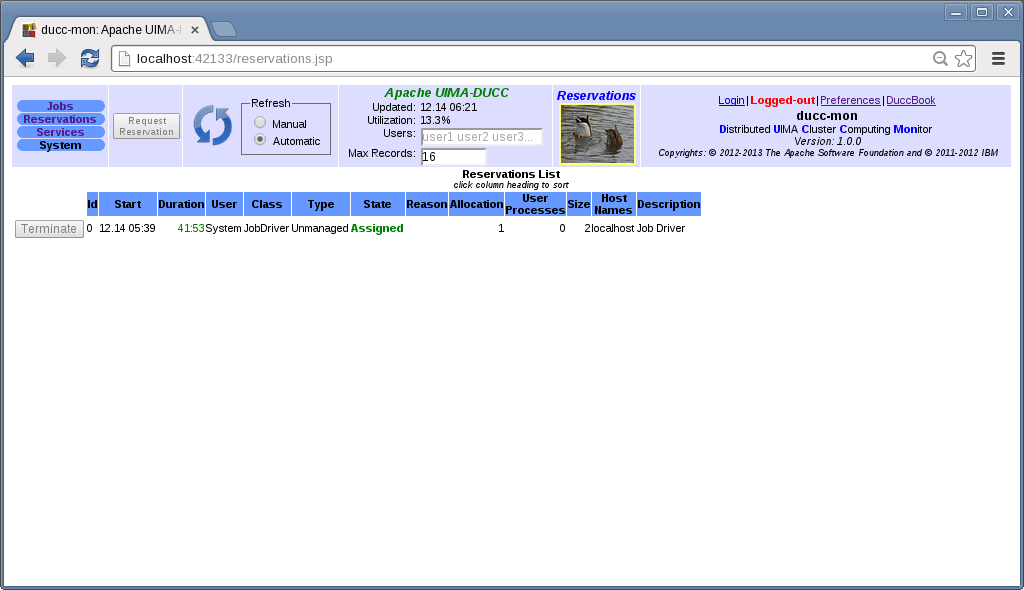 ducc-mon: Apache UIMA-
localhost:42133/reservations.jsp
Jobs
Reservations
Services
System
Request
Reservation
Refresh
Manual
Automatic
Apache UIMA-DUCC
Updated: 12.14 06:21
Utilization: 13.3%
Users: user1 user2 user3...
Max Records: 16
Reservations
Login | Logged-out | Preferences | DuccBook
ducc-mon
Distributed UIMA Cluster Computing Monitor
Version: 1.0.0
Copyrights: © 2012-2013 The Apache Software Foundation and © 2011-2012 IBM
Reservations List
click column heading to sort
Id Start Duration User Class Type State Reason Allocation User Processes Size Host Names Description
Terminate 0 12.14 05:39 41:53 System JobDriver Unmanaged Assigned 1 0 2 localhost Job Driver